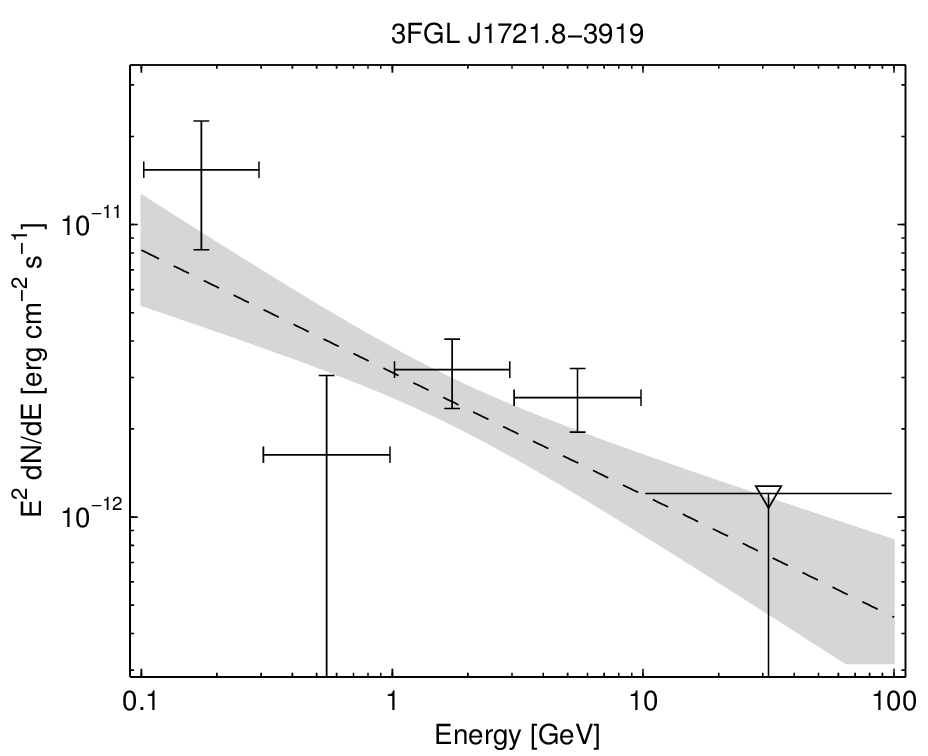 3FGL J1721.8−3919
E² dN/dE [erg cm⁻² s⁻¹]
10⁻¹¹
10⁻¹²
0.1 1 10 100
Energy [GeV]